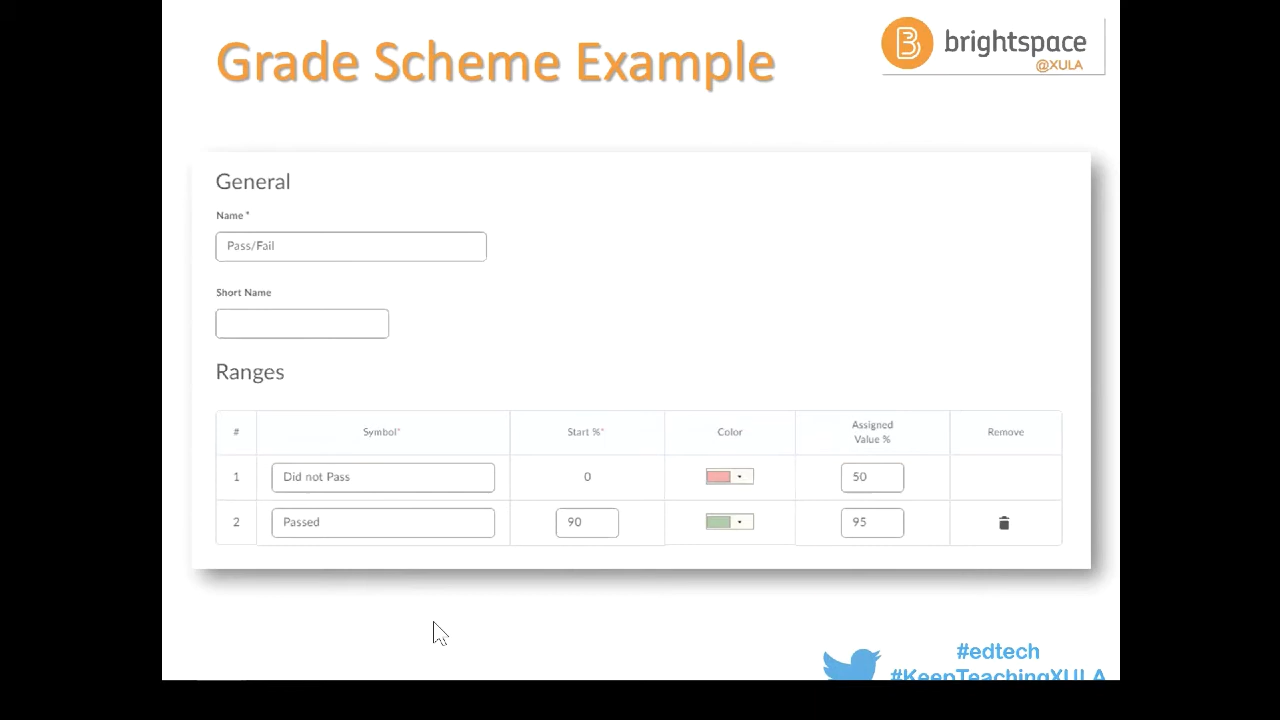 Grade Scheme Example
brightspace
@XULA
General
Name *
Pass/Fail
Short Name
Ranges
# Symbol* Start %* Color Assigned Value % Remove
1 Did not Pass 0 50
2 Passed 90 95
#edtech
#KeepTeachingXULA